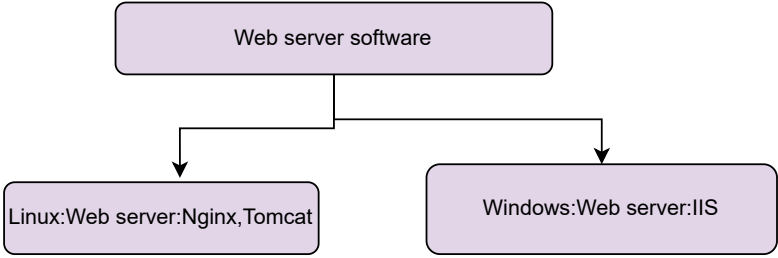 Web server software
Linux:Web server:Nginx,Tomcat
Windows:Web server:IIS